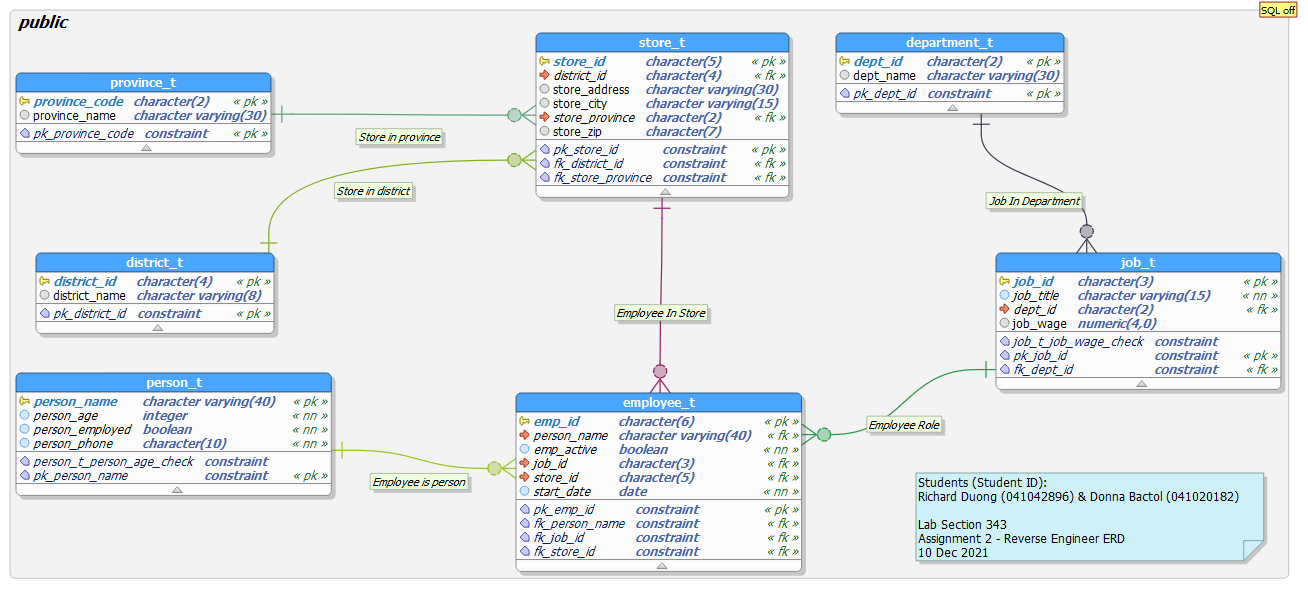 SQL off
public
province_t
province_code character(2) « pk »
province_name character varying(30)
pk_province_code constraint « pk »
store_t
store_id character(5) « pk »
district_id character(4) « fk »
store_address character varying(30)
store_city character varying(15)
store_province character(2) « fk »
store_zip character(7)
pk_store_id constraint « pk »
fk_district_id constraint « fk »
fk_store_province constraint « fk »
department_t
dept_id character(2) « pk »
dept_name character varying(30)
pk_dept_id constraint « pk »
Store in province
Store in district
Job In Department
district_t
district_id character(4) « pk »
district_name character varying(8)
pk_district_id constraint « pk »
job_t
job_id character(3) « pk »
job_title character varying(15) « nn »
dept_id character(2) « fk »
job_wage numeric(4,0)
job_t_job_wage_check constraint
pk_job_id constraint « pk »
fk_dept_id constraint « fk »
Employee In Store
person_t
person_name character varying(40) « pk »
person_age integer « nn »
person_employed boolean « nn »
person_phone character(10) « nn »
person_t_person_age_check constraint
pk_person_name constraint « pk »
employee_t
emp_id character(6) « pk »
person_name character varying(40) « fk »
emp_active boolean « nn »
job_id character(3) « fk »
store_id character(5) « fk »
start_date date « nn »
pk_emp_id constraint « pk »
fk_person_name constraint « fk »
fk_job_id constraint « fk »
fk_store_id constraint « fk »
Employee Role
Employee is person
Students (Student ID):
Richard Duong (041042896) & Donna Bactol (041020182)
Lab Section 343
Assignment 2 - Reverse Engineer ERD
10 Dec 2021